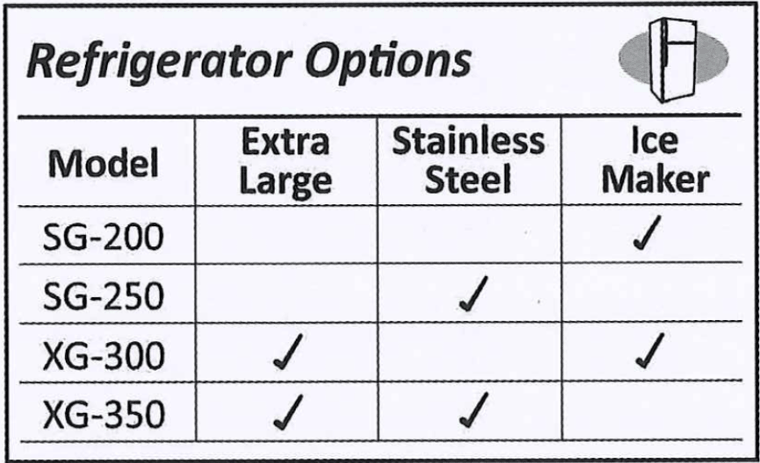 Refrigerator Options
Model Extra Large Stainless Steel Ice Maker
SG-200 ✓
SG-250 ✓
XG-300 ✓ ✓
XG-350 ✓ ✓